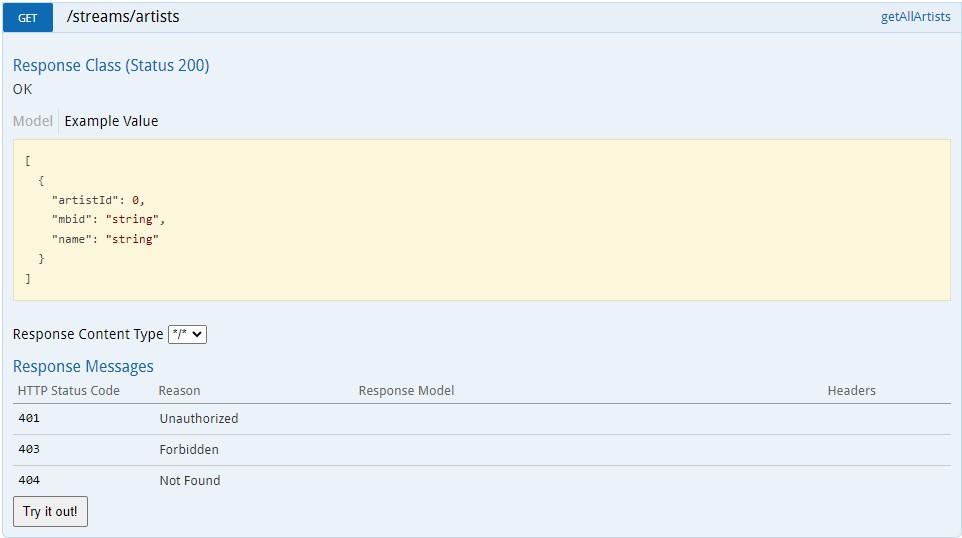 GET /streams/artists getAllArtists
Response Class (Status 200)
OK
Model Example Value
[
  {
    "artistId": 0,
    "mbid": "string",
    "name": "string"
  }
]
Response Content Type */*
Response Messages
HTTP Status Code Reason Response Model Headers
401 Unauthorized
403 Forbidden
404 Not Found
Try it out!